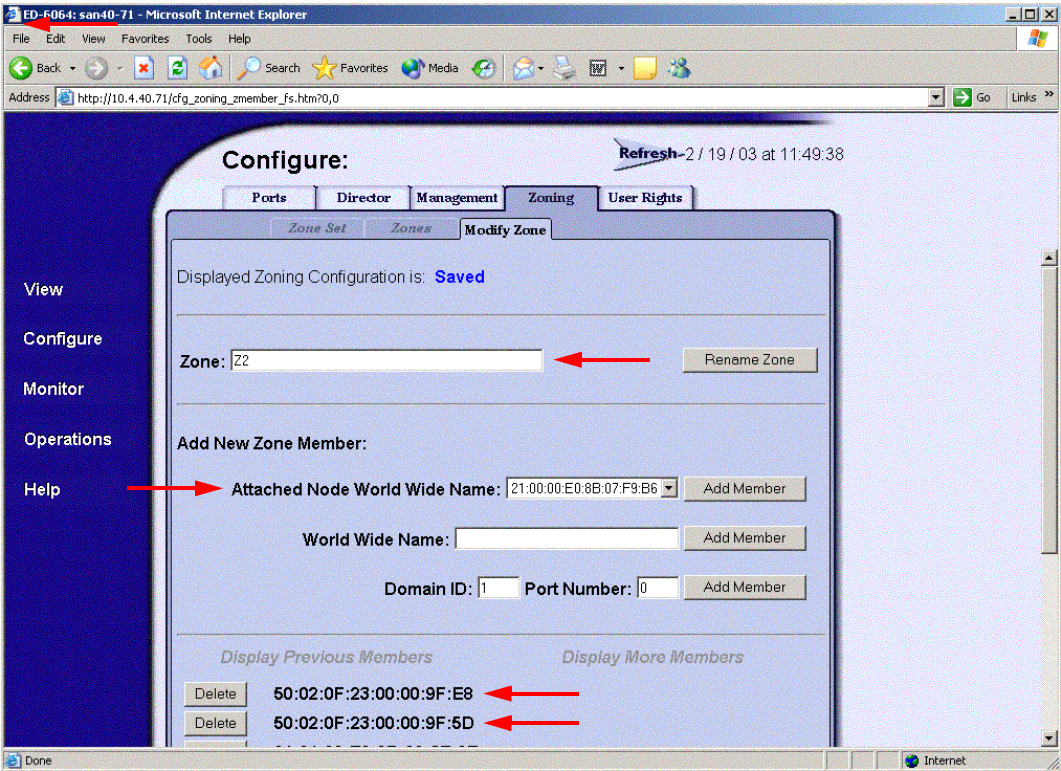 ED-6064: san40-71 - Microsoft Internet Explorer
File Edit View Favorites Tools Help
Back Search Favorites Media
Address http://10.4.40.71/cfg_zoning_zmember_fs.htm?0,0 Go Links »
Configure: Refresh-2 / 19 / 03 at 11:49:38
Ports Director Management Zoning User Rights
Zone Set Zones Modify Zone
Displayed Zoning Configuration is: Saved
View
Configure
Zone: Z2 Rename Zone
Monitor
Operations
Add New Zone Member:
Help
Attached Node World Wide Name: 21:00:00:E0:8B:07:F9:B6 Add Member
World Wide Name: Add Member
Domain ID: 1 Port Number: 0 Add Member
Display Previous Members Display More Members
Delete 50:02:0F:23:00:00:9F:E8
Delete 50:02:0F:23:00:00:9F:5D
Done Internet